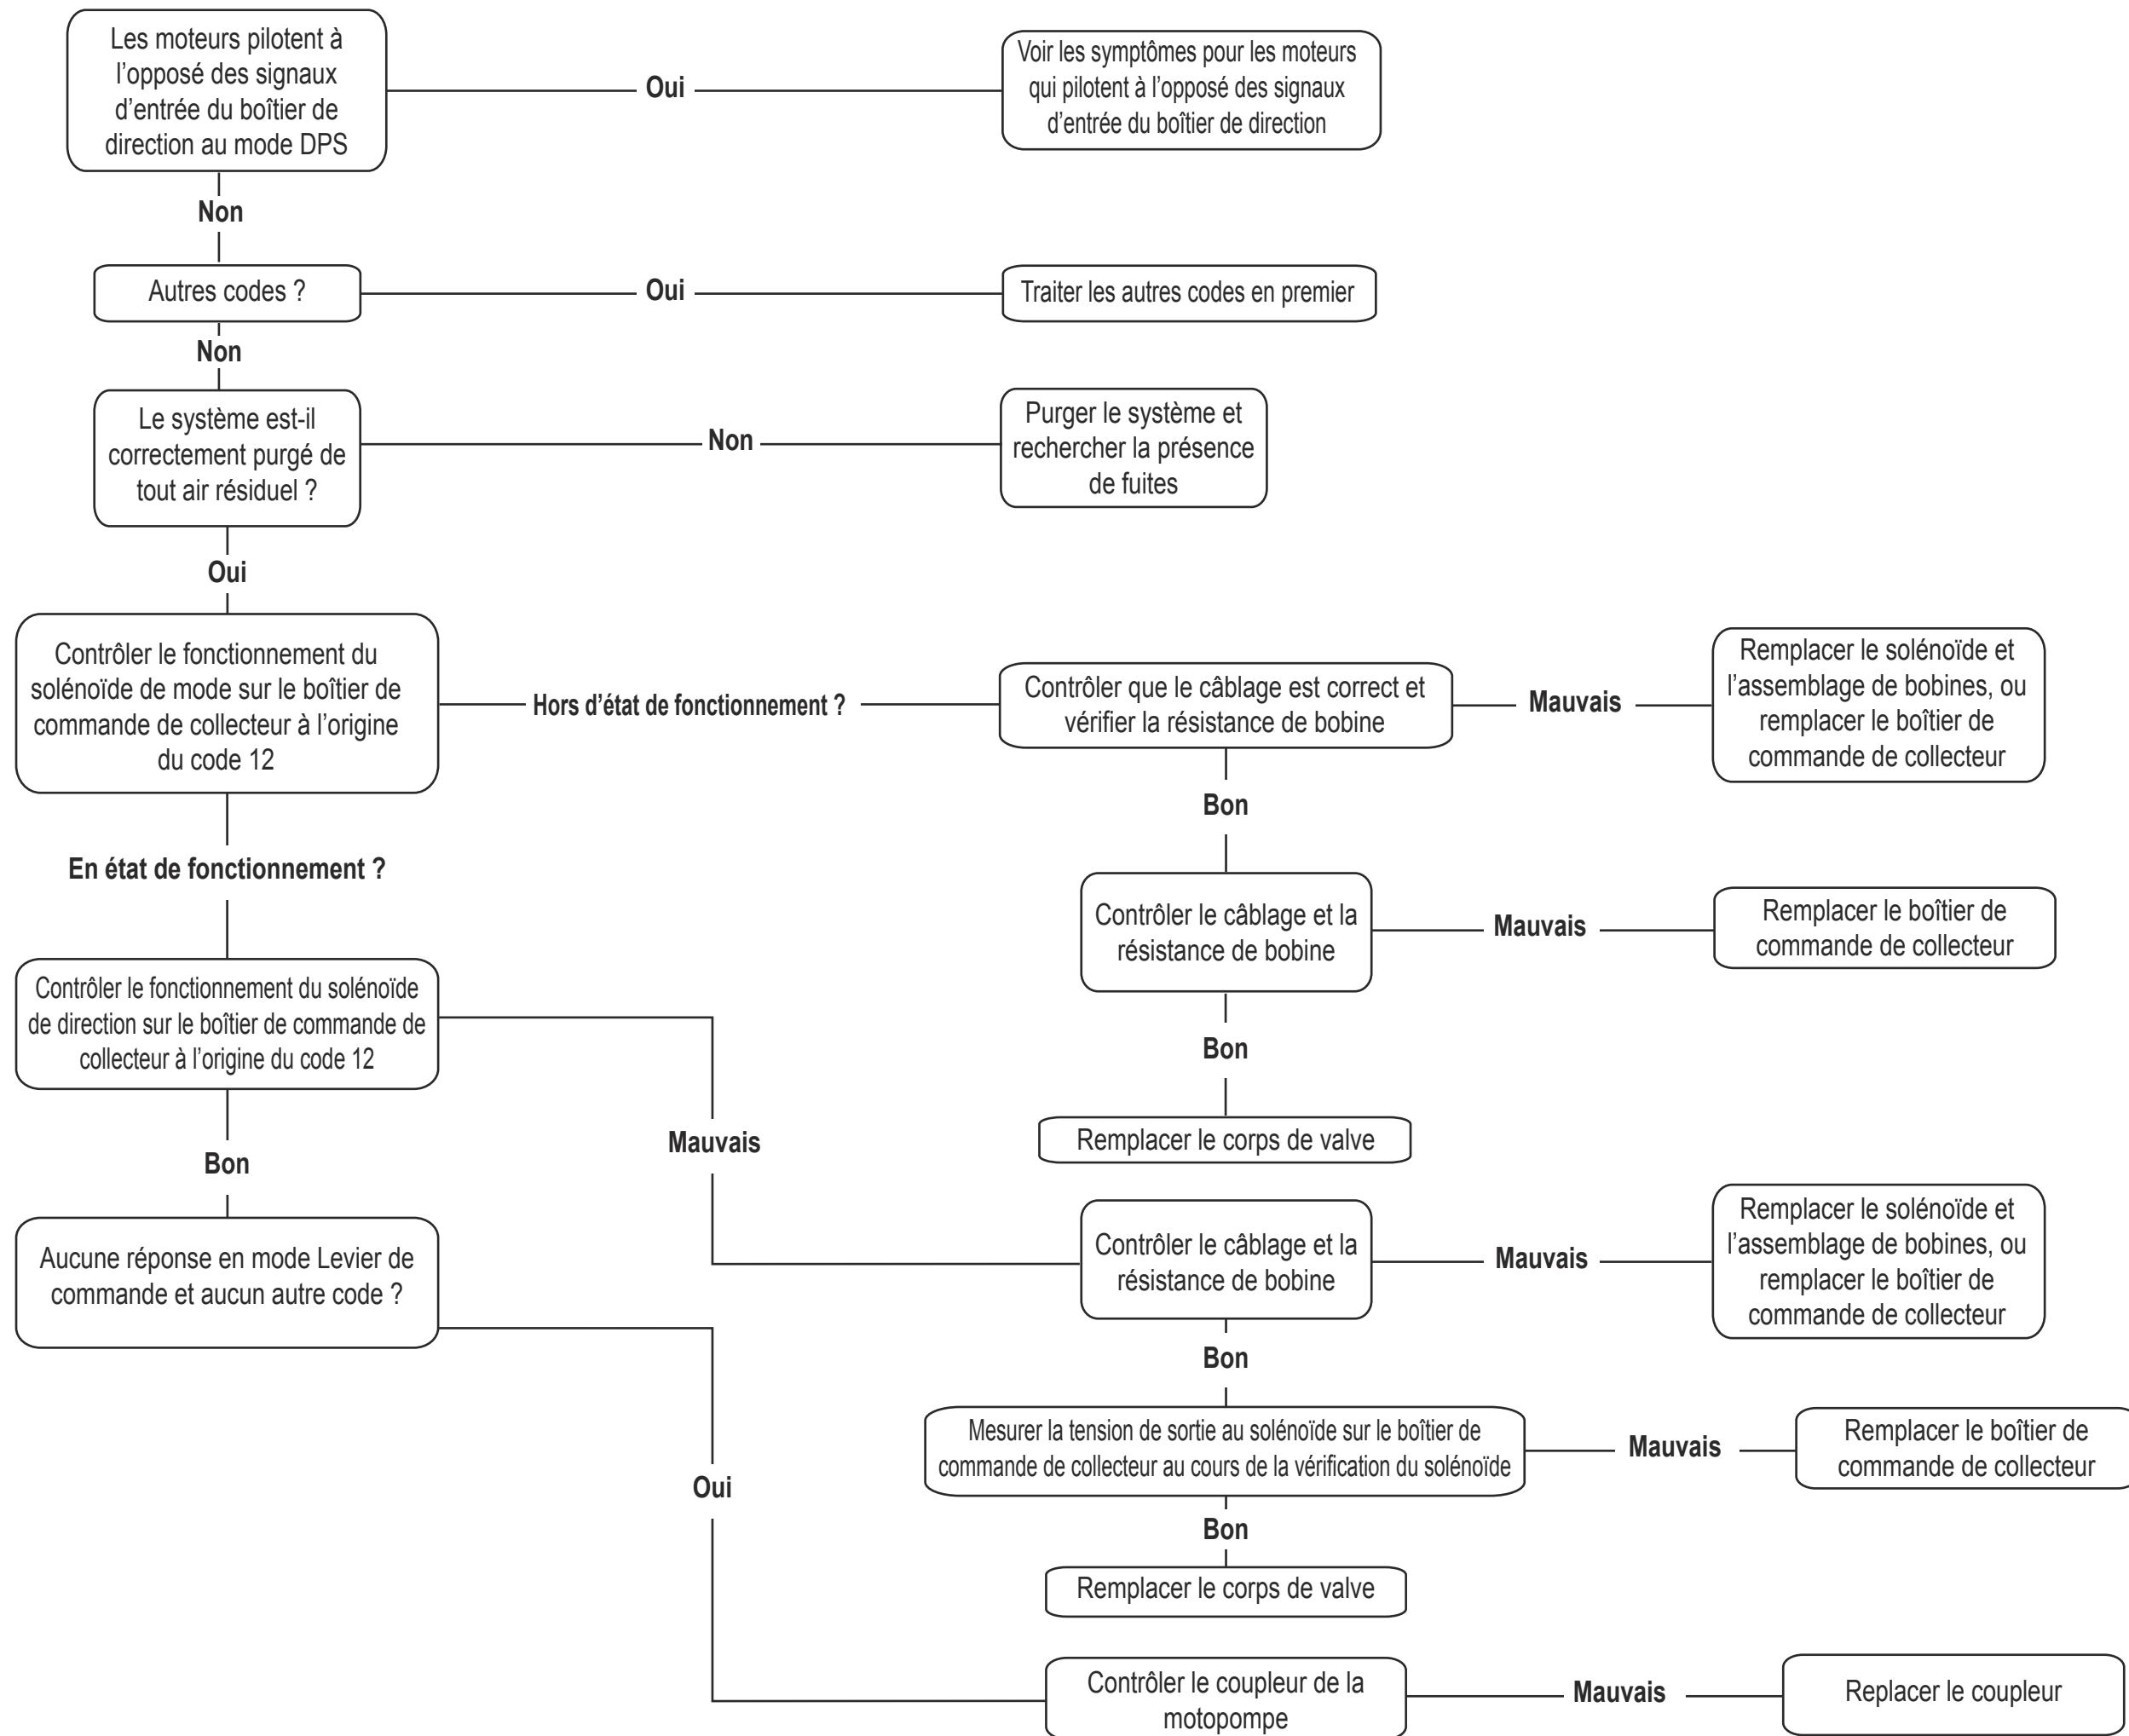 Les moteurs pilotent à
l'opposé des signaux
d'entrée du boîtier de
direction au mode DPS
Oui
Voir les symptômes pour les moteurs
qui pilotent à l'opposé des signaux
d'entrée du boîtier de direction
Non
Autres codes ?
Oui
Traiter les autres codes en premier
Non
Le système est-il
correctement purgé de
tout air résiduel ?
Non
Purger le système et
rechercher la présence
de fuites
Oui
Contrôler le fonctionnement du
solénoïde de mode sur le boîtier de
commande de collecteur à l'origine
du code 12
Hors d'état de fonctionnement ?
Contrôler que le câblage est correct et
vérifier la résistance de bobine
Mauvais
Remplacer le solénoïde et
l'assemblage de bobines, ou
remplacer le boîtier de
commande de collecteur
Bon
En état de fonctionnement ?
Contrôler le câblage et la
résistance de bobine
Mauvais
Remplacer le boîtier de
commande de collecteur
Contrôler le fonctionnement du solénoïde
de direction sur le boîtier de commande de
collecteur à l'origine du code 12
Bon
Mauvais
Remplacer le corps de valve
Bon
Aucune réponse en mode Levier de
commande et aucun autre code ?
Contrôler le câblage et la
résistance de bobine
Mauvais
Remplacer le solénoïde et
l'assemblage de bobines, ou
remplacer le boîtier de
commande de collecteur
Bon
Mesurer la tension de sortie au solénoïde sur le boîtier de
commande de collecteur au cours de la vérification du solénoïde
Mauvais
Remplacer le boîtier de
commande de collecteur
Oui
Bon
Remplacer le corps de valve
Contrôler le coupleur de la
motopompe
Mauvais
Replacer le coupleur